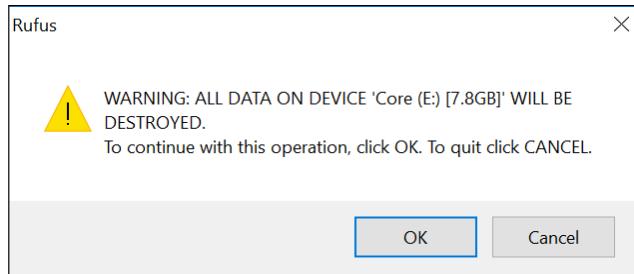 Rufus
WARNING: ALL DATA ON DEVICE 'Core (E:) [7.8GB]' WILL BE
DESTROYED.
To continue with this operation, click OK. To quit click CANCEL.
OK
Cancel